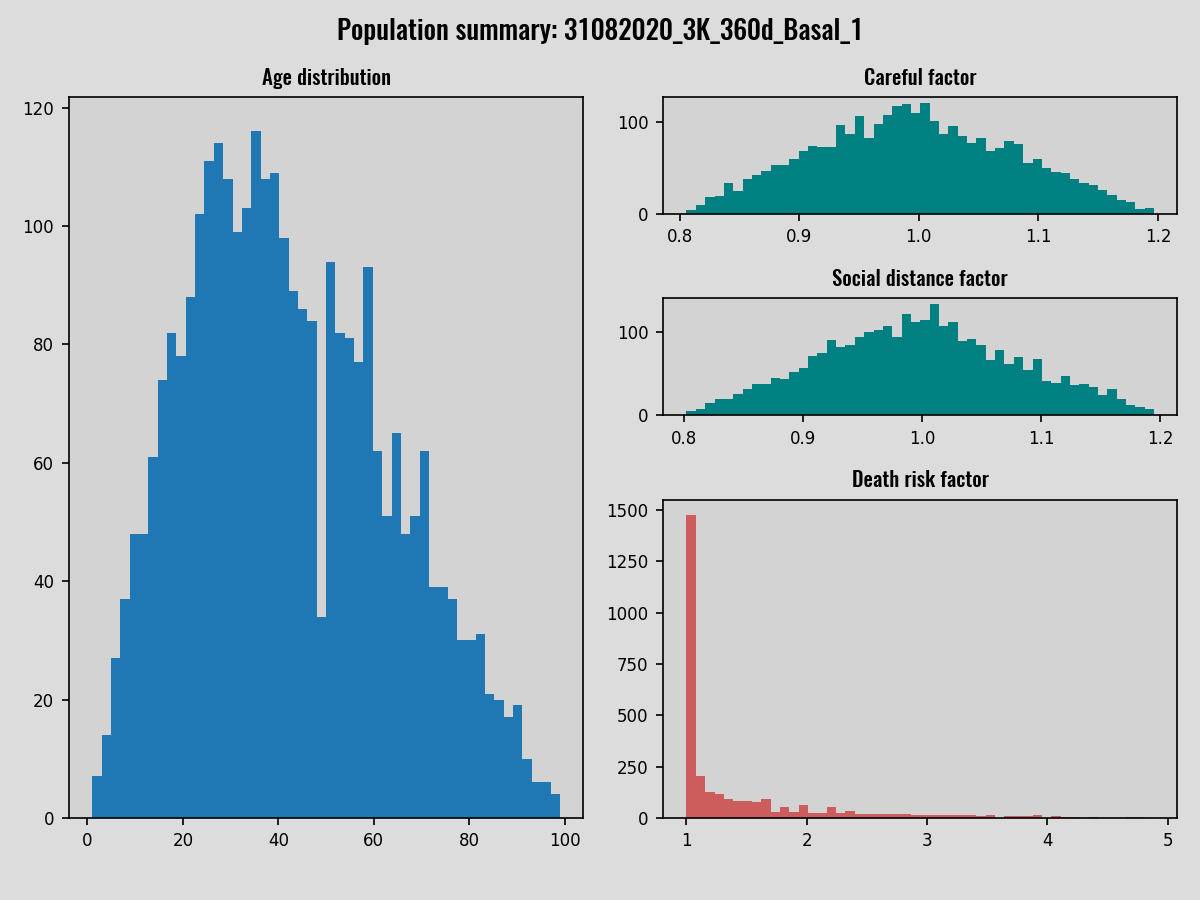 Population summary: 31082020_3K_360d_Basal_1
Age distribution
120
100
80
60
40
20
0
0 20 40 60 80 100
Careful factor
100
0
0.8 0.9 1.0 1.1 1.2
Social distance factor
100
0
0.8 0.9 1.0 1.1 1.2
Death risk factor
1500
1250
1000
750
500
250
0
1 2 3 4 5